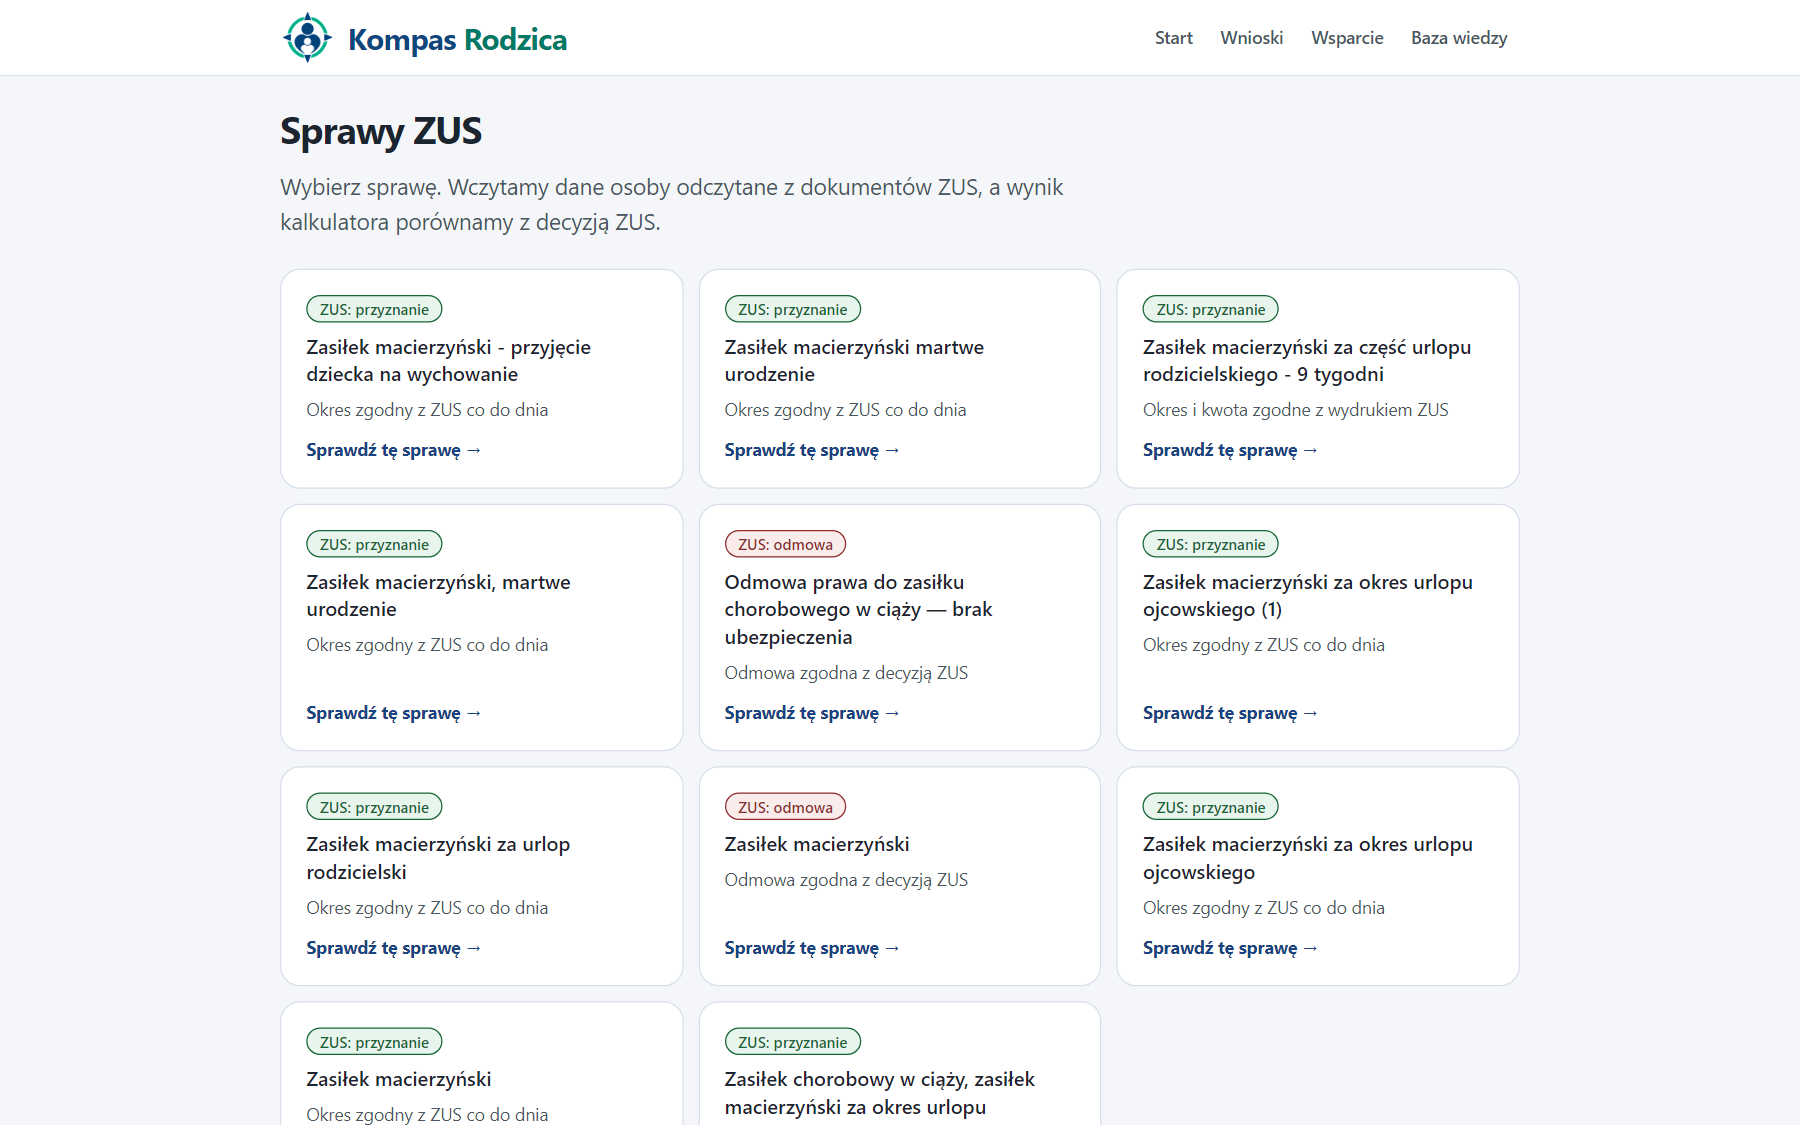 Kompas Rodzica
Start
Wnioski
Wsparcie
Baza wiedzy
Sprawy ZUS
Wybierz sprawę. Wczytamy dane osoby odczytane z dokumentów ZUS, a wynik
kalkulatora porównamy z decyzją ZUS.
ZUS: przyznanie
Zasiłek macierzyński - przyjęcie
dziecka na wychowanie
Okres zgodny z ZUS co do dnia
Sprawdź tę sprawę →
ZUS: przyznanie
Zasiłek macierzyński martwe
urodzenie
Okres zgodny z ZUS co do dnia
Sprawdź tę sprawę →
ZUS: przyznanie
Zasiłek macierzyński za część urlopu
rodzicielskiego - 9 tygodni
Okres i kwota zgodne z wydrukiem ZUS
Sprawdź tę sprawę →
ZUS: przyznanie
Zasiłek macierzyński, martwe
urodzenie
Okres zgodny z ZUS co do dnia
Sprawdź tę sprawę →
ZUS: odmowa
Odmowa prawa do zasiłku
chorobowego w ciąży — brak
ubezpieczenia
Odmowa zgodna z decyzją ZUS
Sprawdź tę sprawę →
ZUS: przyznanie
Zasiłek macierzyński za okres urlopu
ojcowskiego (1)
Okres zgodny z ZUS co do dnia
Sprawdź tę sprawę →
ZUS: przyznanie
Zasiłek macierzyński za urlop
rodzicielski
Okres zgodny z ZUS co do dnia
Sprawdź tę sprawę →
ZUS: odmowa
Zasiłek macierzyński
Odmowa zgodna z decyzją ZUS
Sprawdź tę sprawę →
ZUS: przyznanie
Zasiłek macierzyński za okres urlopu
ojcowskiego
Okres zgodny z ZUS co do dnia
Sprawdź tę sprawę →
ZUS: przyznanie
Zasiłek macierzyński
Okres zgodny z ZUS co do dnia
ZUS: przyznanie
Zasiłek chorobowy w ciąży, zasiłek
macierzyński za okres urlopu